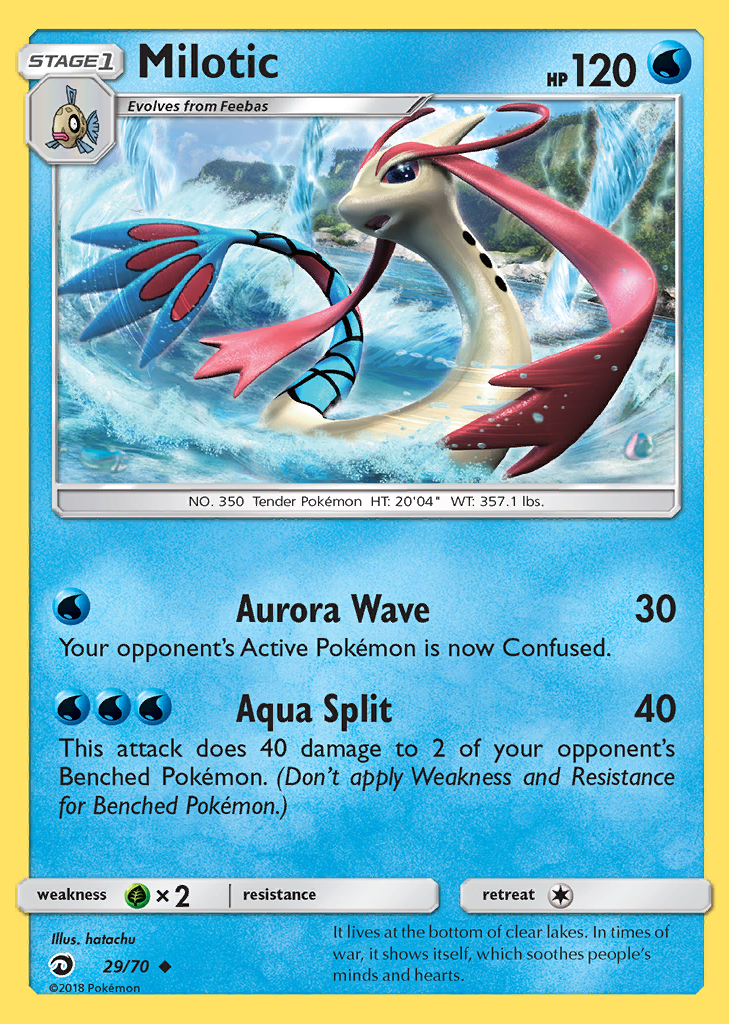 STAGE1
Milotic
HP 120
Evolves from Feebas
NO. 350 Tender Pokémon HT: 20'04" WT: 357.1 lbs.
Aurora Wave 30
Your opponent's Active Pokémon is now Confused.
Aqua Split 40
This attack does 40 damage to 2 of your opponent's
Benched Pokémon. (Don't apply Weakness and Resistance
for Benched Pokémon.)
weakness ×2 resistance retreat
Illus. hatachu
29/70
©2018 Pokémon
It lives at the bottom of clear lakes. In times of
war, it shows itself, which soothes people's
minds and hearts.